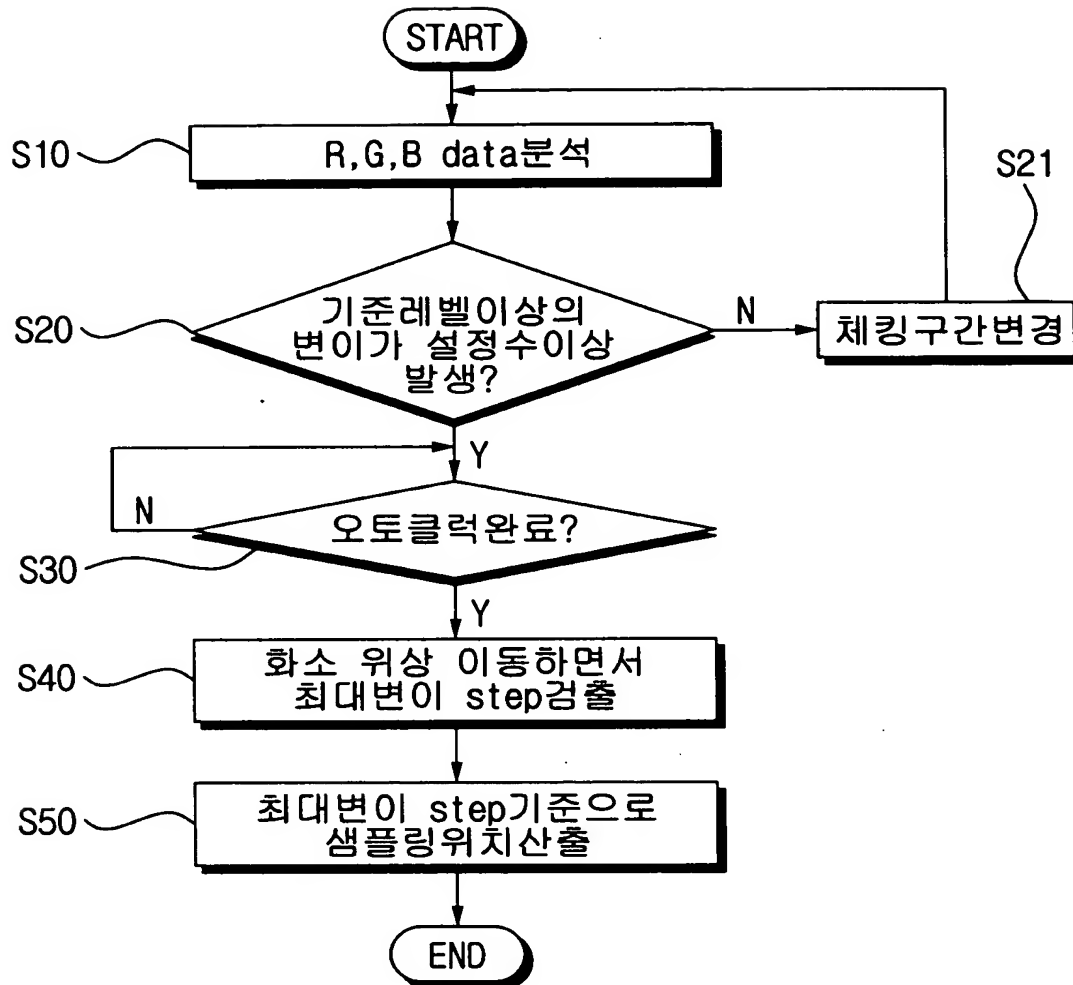 START
S10
R,G,B data분석
S21
S20
기준레벨이상의
변이가 설정수이상
발생?
N
체킹구간변경
Y
N
오토클럭완료?
S30
Y
S40
화소 위상 이동하면서
최대변이 step검출
S50
최대변이 step기준으로
샘플링위치산출
END